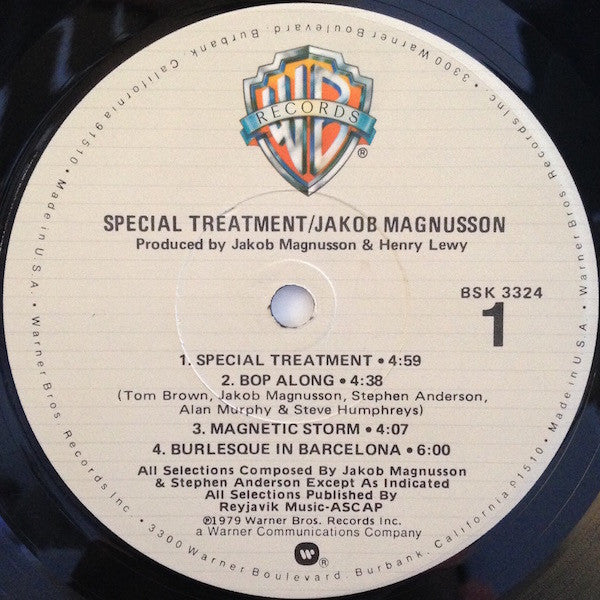 WB
RECORDS
®
SPECIAL TREATMENT/JAKOB MAGNUSSON
Produced by Jakob Magnusson & Henry Lewy
BSK 3324
1
1. SPECIAL TREATMENT • 4:59
2. BOP ALONG • 4:38
(Tom Brown, Jakob Magnusson, Stephen Anderson,
Alan Murphy & Steve Humphreys)
3. MAGNETIC STORM • 4:07
4. BURLESQUE IN BARCELONA • 6:00
All Selections Composed By Jakob Magnusson
& Stephen Anderson Except As Indicated
All Selections Published By
Reyjavik Music-ASCAP
℗1979 Warner Bros. Records Inc.
a Warner Communications Company
W ®
Warner Bros. Records Inc. • 3300 Warner Boulevard, Burbank, California 91510 • Made in U.S.A. • Warner Bros. Records Inc. • 3300 Warner Boulevard, Burbank, California 91510 • Made in U.S.A. •